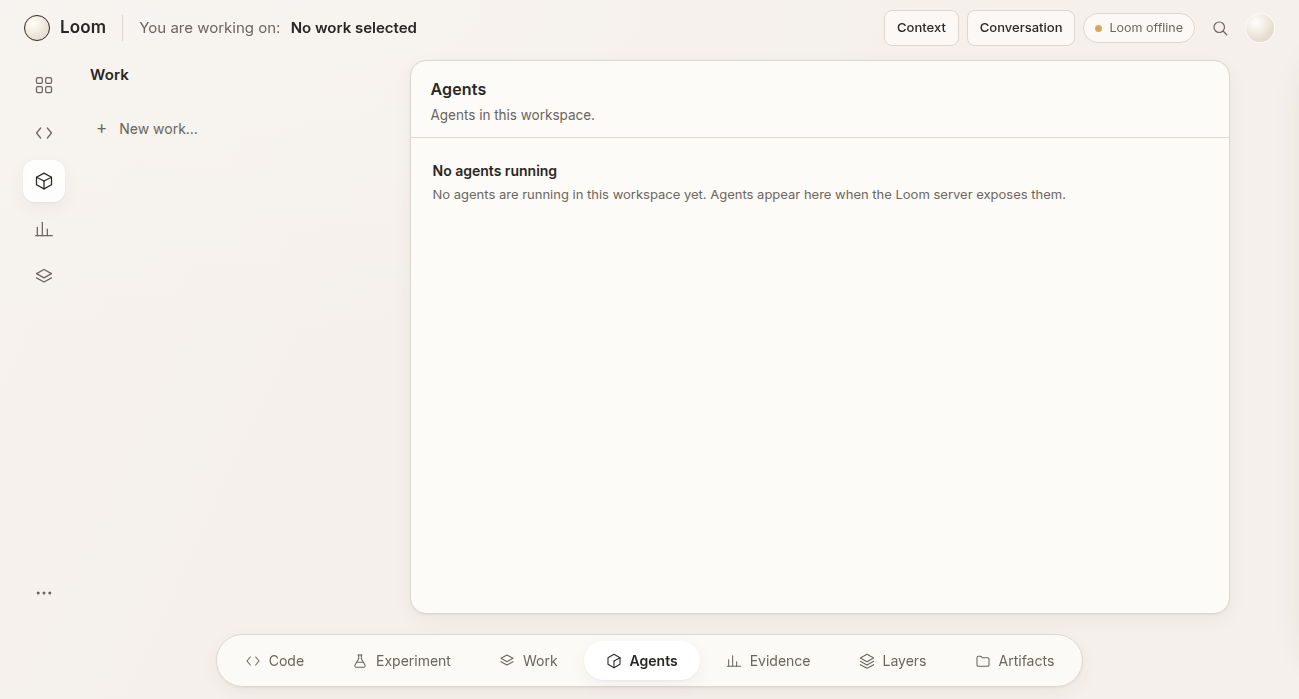 Loom
You are working on: No work selected
Context
Conversation
Loom offline
Work
+ New work...
Agents
Agents in this workspace.
No agents running
No agents are running in this workspace yet. Agents appear here when the Loom server exposes them.
Code
Experiment
Work
Agents
Evidence
Layers
Artifacts